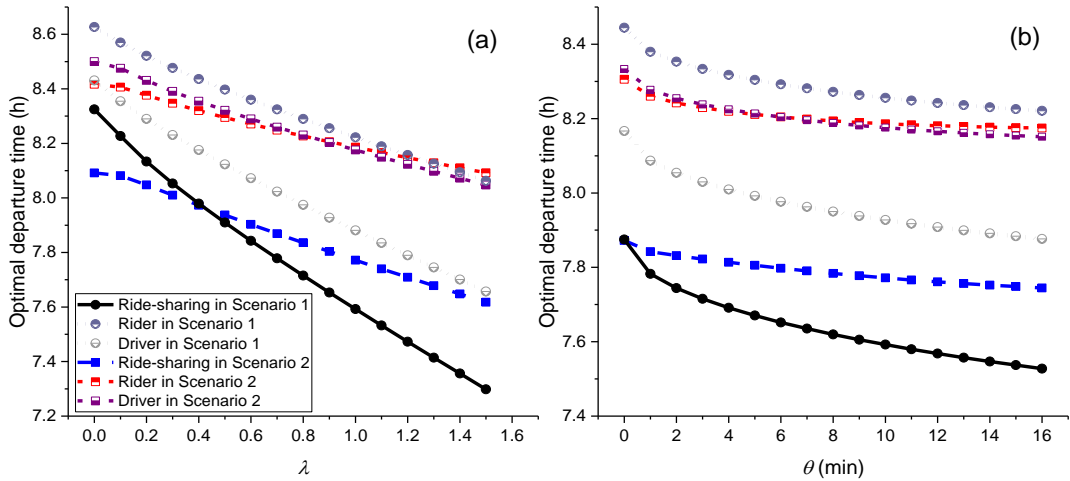 (a)
Optimal departure time (h)
8.6
8.4
8.2
8.0
7.8
7.6
7.4
7.2
Ride-sharing in Scenario 1
Rider in Scenario 1
Driver in Scenario 1
Ride-sharing in Scenario 2
Rider in Scenario 2
Driver in Scenario 2
0.0 0.2 0.4 0.6 0.8 1.0 1.2 1.4 1.6
λ
(b)
Optimal departure time (h)
8.4
8.2
8.0
7.8
7.6
7.4
0 2 4 6 8 10 12 14 16
θ (min)